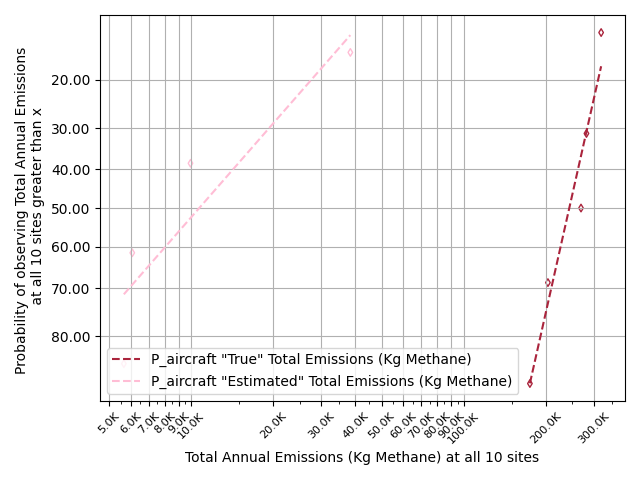 Probability of observing Total Annual Emissions
at all 10 sites greater than x
20.00
30.00
40.00
50.00
60.00
70.00
80.00
P_aircraft "True" Total Emissions (Kg Methane)
P_aircraft "Estimated" Total Emissions (Kg Methane)
5.0K
6.0K
7.0K
8.0K
9.0K
10.0K
20.0K
30.0K
40.0K
50.0K
60.0K
70.0K
80.0K
90.0K
100.0K
200.0K
300.0K
Total Annual Emissions (Kg Methane) at all 10 sites